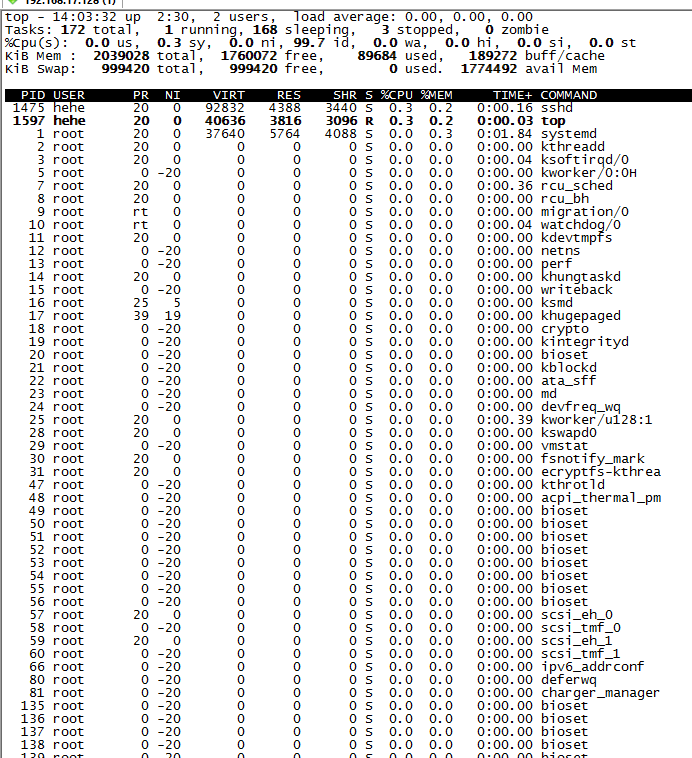 192.168.17.128 (1)
top - 14:03:32 up  2:30,  2 users,  load average: 0.00, 0.00, 0.00
Tasks: 172 total,   1 running, 168 sleeping,   3 stopped,   0 zombie
%Cpu(s):  0.0 us,  0.3 sy,  0.0 ni, 99.7 id,  0.0 wa,  0.0 hi,  0.0 si,  0.0 st
KiB Mem :  2039028 total,  1760072 free,    89684 used,   189272 buff/cache
KiB Swap:   999420 total,   999420 free,        0 used.  1774492 avail Mem
PID USER      PR  NI    VIRT    RES    SHR S %CPU %MEM     TIME+ COMMAND
1475 hehe      20   0   92832   4388   3440 S  0.3  0.2   0:00.16 sshd
1597 hehe      20   0   40636   3816   3096 R  0.3  0.2   0:00.03 top
1 root      20   0   37640   5764   4088 S  0.0  0.3   0:01.84 systemd
2 root      20   0       0      0      0 S  0.0  0.0   0:00.00 kthreadd
3 root      20   0       0      0      0 S  0.0  0.0   0:00.04 ksoftirqd/0
5 root       0 -20       0      0      0 S  0.0  0.0   0:00.00 kworker/0:0H
7 root      20   0       0      0      0 S  0.0  0.0   0:00.36 rcu_sched
8 root      20   0       0      0      0 S  0.0  0.0   0:00.00 rcu_bh
9 root      rt   0       0      0      0 S  0.0  0.0   0:00.00 migration/0
10 root      rt   0       0      0      0 S  0.0  0.0   0:00.04 watchdog/0
11 root      20   0       0      0      0 S  0.0  0.0   0:00.00 kdevtmpfs
12 root       0 -20       0      0      0 S  0.0  0.0   0:00.00 netns
13 root       0 -20       0      0      0 S  0.0  0.0   0:00.00 perf
14 root      20   0       0      0      0 S  0.0  0.0   0:00.00 khungtaskd
15 root       0 -20       0      0      0 S  0.0  0.0   0:00.00 writeback
16 root      25   5       0      0      0 S  0.0  0.0   0:00.00 ksmd
17 root      39  19       0      0      0 S  0.0  0.0   0:00.00 khugepaged
18 root       0 -20       0      0      0 S  0.0  0.0   0:00.00 crypto
19 root       0 -20       0      0      0 S  0.0  0.0   0:00.00 kintegrityd
20 root       0 -20       0      0      0 S  0.0  0.0   0:00.00 bioset
21 root       0 -20       0      0      0 S  0.0  0.0   0:00.00 kblockd
22 root       0 -20       0      0      0 S  0.0  0.0   0:00.00 ata_sff
23 root       0 -20       0      0      0 S  0.0  0.0   0:00.00 md
24 root       0 -20       0      0      0 S  0.0  0.0   0:00.00 devfreq_wq
25 root      20   0       0      0      0 S  0.0  0.0   0:00.39 kworker/u128:1
28 root      20   0       0      0      0 S  0.0  0.0   0:00.00 kswapd0
29 root       0 -20       0      0      0 S  0.0  0.0   0:00.00 vmstat
30 root      20   0       0      0      0 S  0.0  0.0   0:00.00 fsnotify_mark
31 root      20   0       0      0      0 S  0.0  0.0   0:00.00 ecryptfs-kthrea
47 root       0 -20       0      0      0 S  0.0  0.0   0:00.00 kthrotld
48 root       0 -20       0      0      0 S  0.0  0.0   0:00.00 acpi_thermal_pm
49 root       0 -20       0      0      0 S  0.0  0.0   0:00.00 bioset
50 root       0 -20       0      0      0 S  0.0  0.0   0:00.00 bioset
51 root       0 -20       0      0      0 S  0.0  0.0   0:00.00 bioset
52 root       0 -20       0      0      0 S  0.0  0.0   0:00.00 bioset
53 root       0 -20       0      0      0 S  0.0  0.0   0:00.00 bioset
54 root       0 -20       0      0      0 S  0.0  0.0   0:00.00 bioset
55 root       0 -20       0      0      0 S  0.0  0.0   0:00.00 bioset
56 root       0 -20       0      0      0 S  0.0  0.0   0:00.00 bioset
57 root      20   0       0      0      0 S  0.0  0.0   0:00.00 scsi_eh_0
58 root       0 -20       0      0      0 S  0.0  0.0   0:00.00 scsi_tmf_0
59 root      20   0       0      0      0 S  0.0  0.0   0:00.00 scsi_eh_1
60 root       0 -20       0      0      0 S  0.0  0.0   0:00.00 scsi_tmf_1
66 root       0 -20       0      0      0 S  0.0  0.0   0:00.00 ipv6_addrconf
80 root       0 -20       0      0      0 S  0.0  0.0   0:00.00 deferwq
81 root       0 -20       0      0      0 S  0.0  0.0   0:00.00 charger_manager
135 root       0 -20       0      0      0 S  0.0  0.0   0:00.00 bioset
136 root       0 -20       0      0      0 S  0.0  0.0   0:00.00 bioset
137 root       0 -20       0      0      0 S  0.0  0.0   0:00.00 bioset
138 root       0 -20       0      0      0 S  0.0  0.0   0:00.00 bioset
139 root       0 -20       0      0      0 S  0.0  0.0   0:00.00 bioset